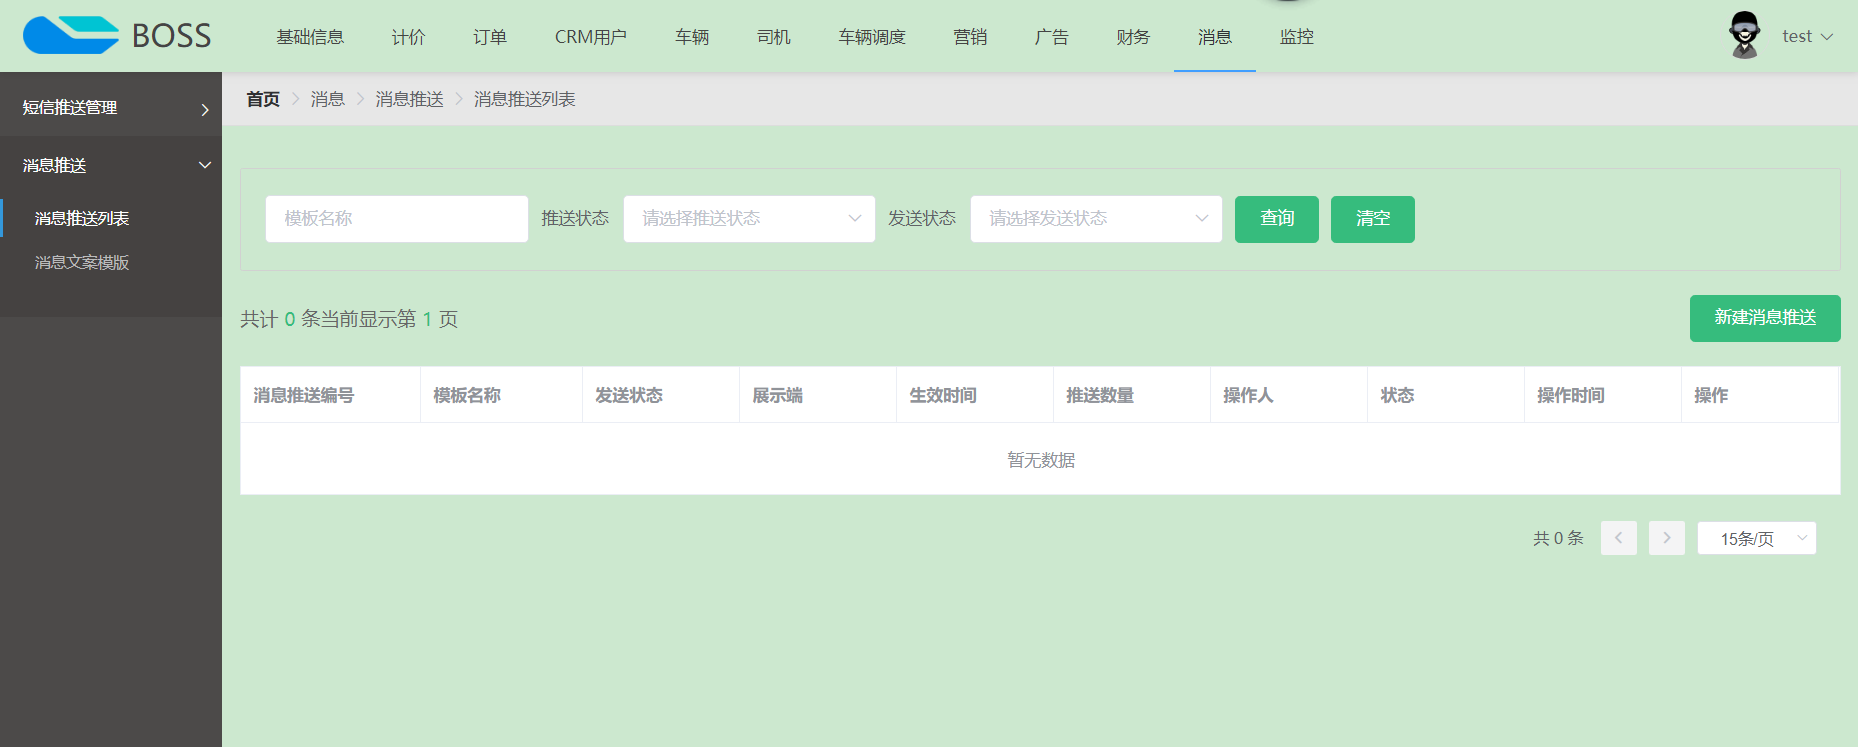 BOSS 基础信息 计价 订单 CRM用户 车辆 司机 车辆调度 营销 广告 财务 消息 监控 test
短信推送管理
消息推送
消息推送列表
消息文案模版
首页 消息 消息推送 消息推送列表
模板名称 推送状态 请选择推送状态 发送状态 请选择发送状态 查询 清空
共计 0 条当前显示第 1 页 新建消息推送
消息推送编号 模板名称 发送状态 展示端 生效时间 推送数量 操作人 状态 操作时间 操作
暂无数据
共 0 条 15条/页